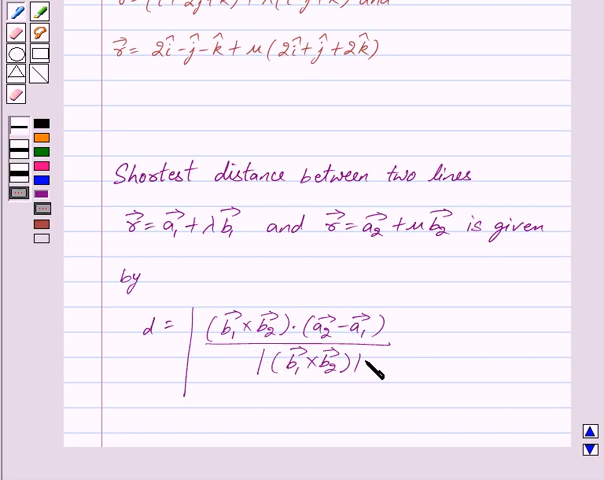 r⃗ = 2î-ĵ-k̂ + μ(2î+ĵ+2k̂)
Shortest distance between two lines
r⃗ = a⃗₁ + λb⃗₁ and r⃗ = a⃗₂ + μb⃗₂ is given
by
d = | (b⃗₁ × b⃗₂)·(a⃗₂ - a⃗₁)
|(b⃗₁ × b⃗₂)|